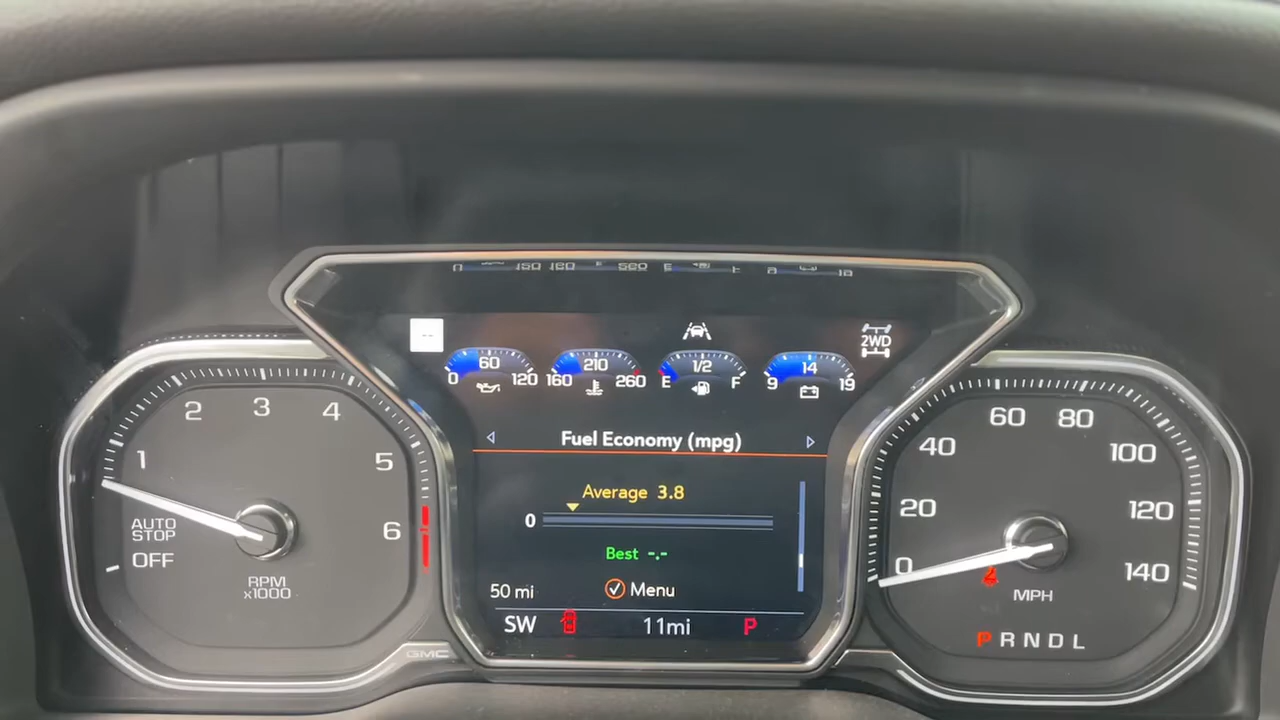 --
2WD
60
0 120
210
160 260
1/2
E F
14
9 19
Fuel Economy (mpg)
Average 3.8
0
Best -.-
50 mi
Menu
SW 11mi P
1
2
3
4
5
6
AUTO
STOP
OFF
RPM
x1000
GMC
0
20
40
60
80
100
120
140
MPH
P R N D L